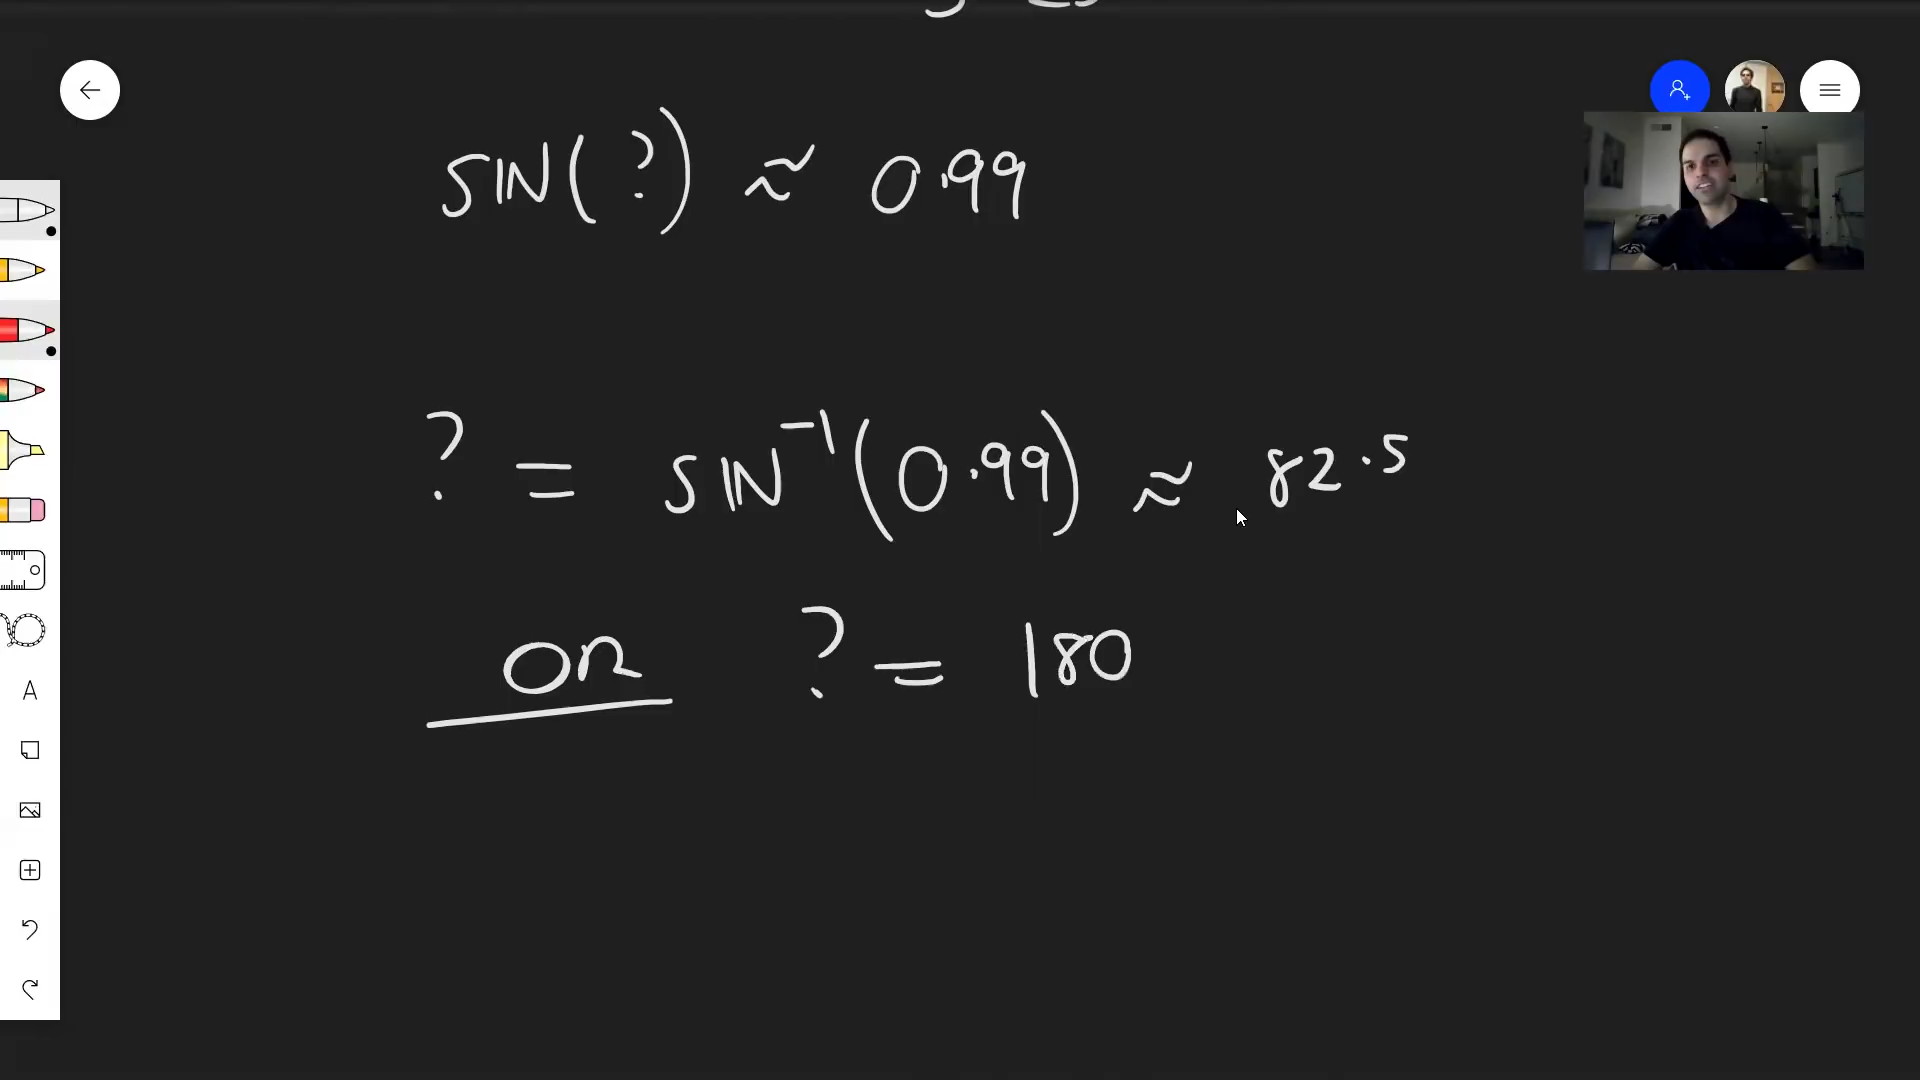 SIN(?) ≈ 0.99
? = SIN⁻¹(0.99) ≈ 82.5
OR ? = 180
A